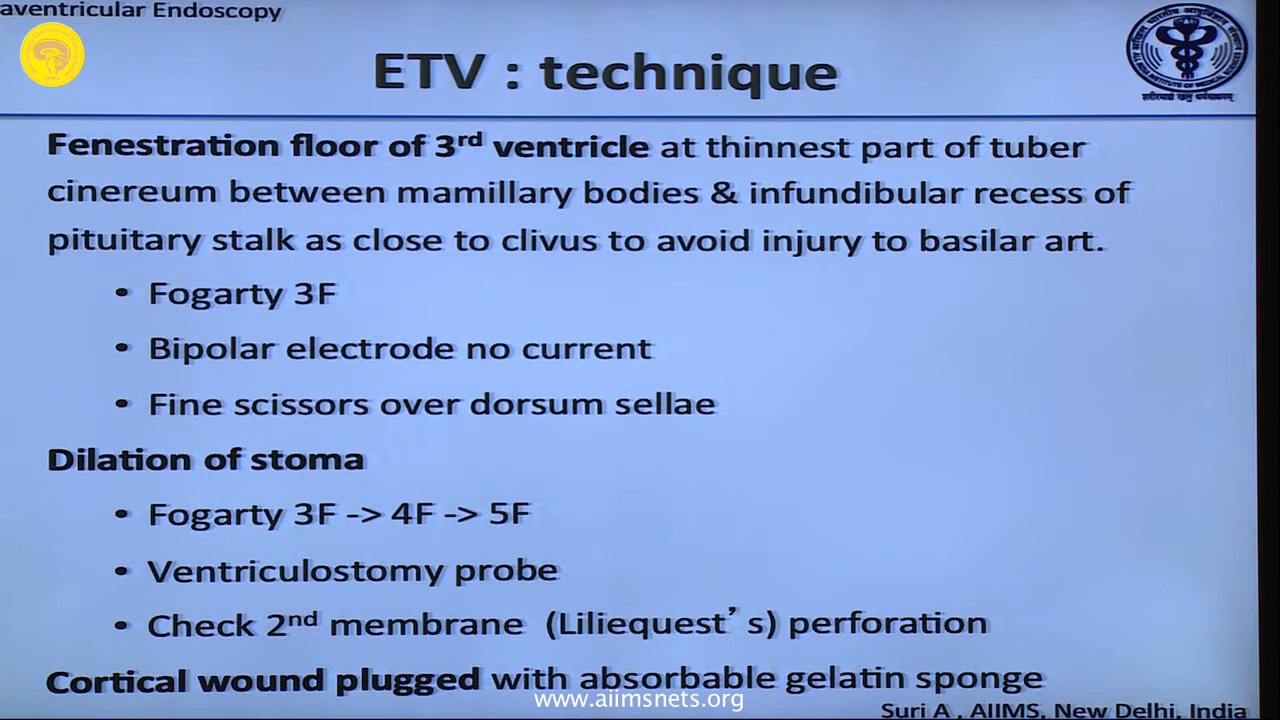 aventricular Endoscopy
ETV : technique
Fenestration floor of 3rd ventricle at thinnest part of tuber
cinereum between mamillary bodies & infundibular recess of
pituitary stalk as close to clivus to avoid injury to basilar art.
• Fogarty 3F
• Bipolar electrode no current
• Fine scissors over dorsum sellae
Dilation of stoma
• Fogarty 3F -> 4F -> 5F
• Ventriculostomy probe
• Check 2nd membrane (Liliequest's) perforation
Cortical wound plugged with absorbable gelatin sponge
www.aiimsnets.org
Suri A , AIIMS, New Delhi, India